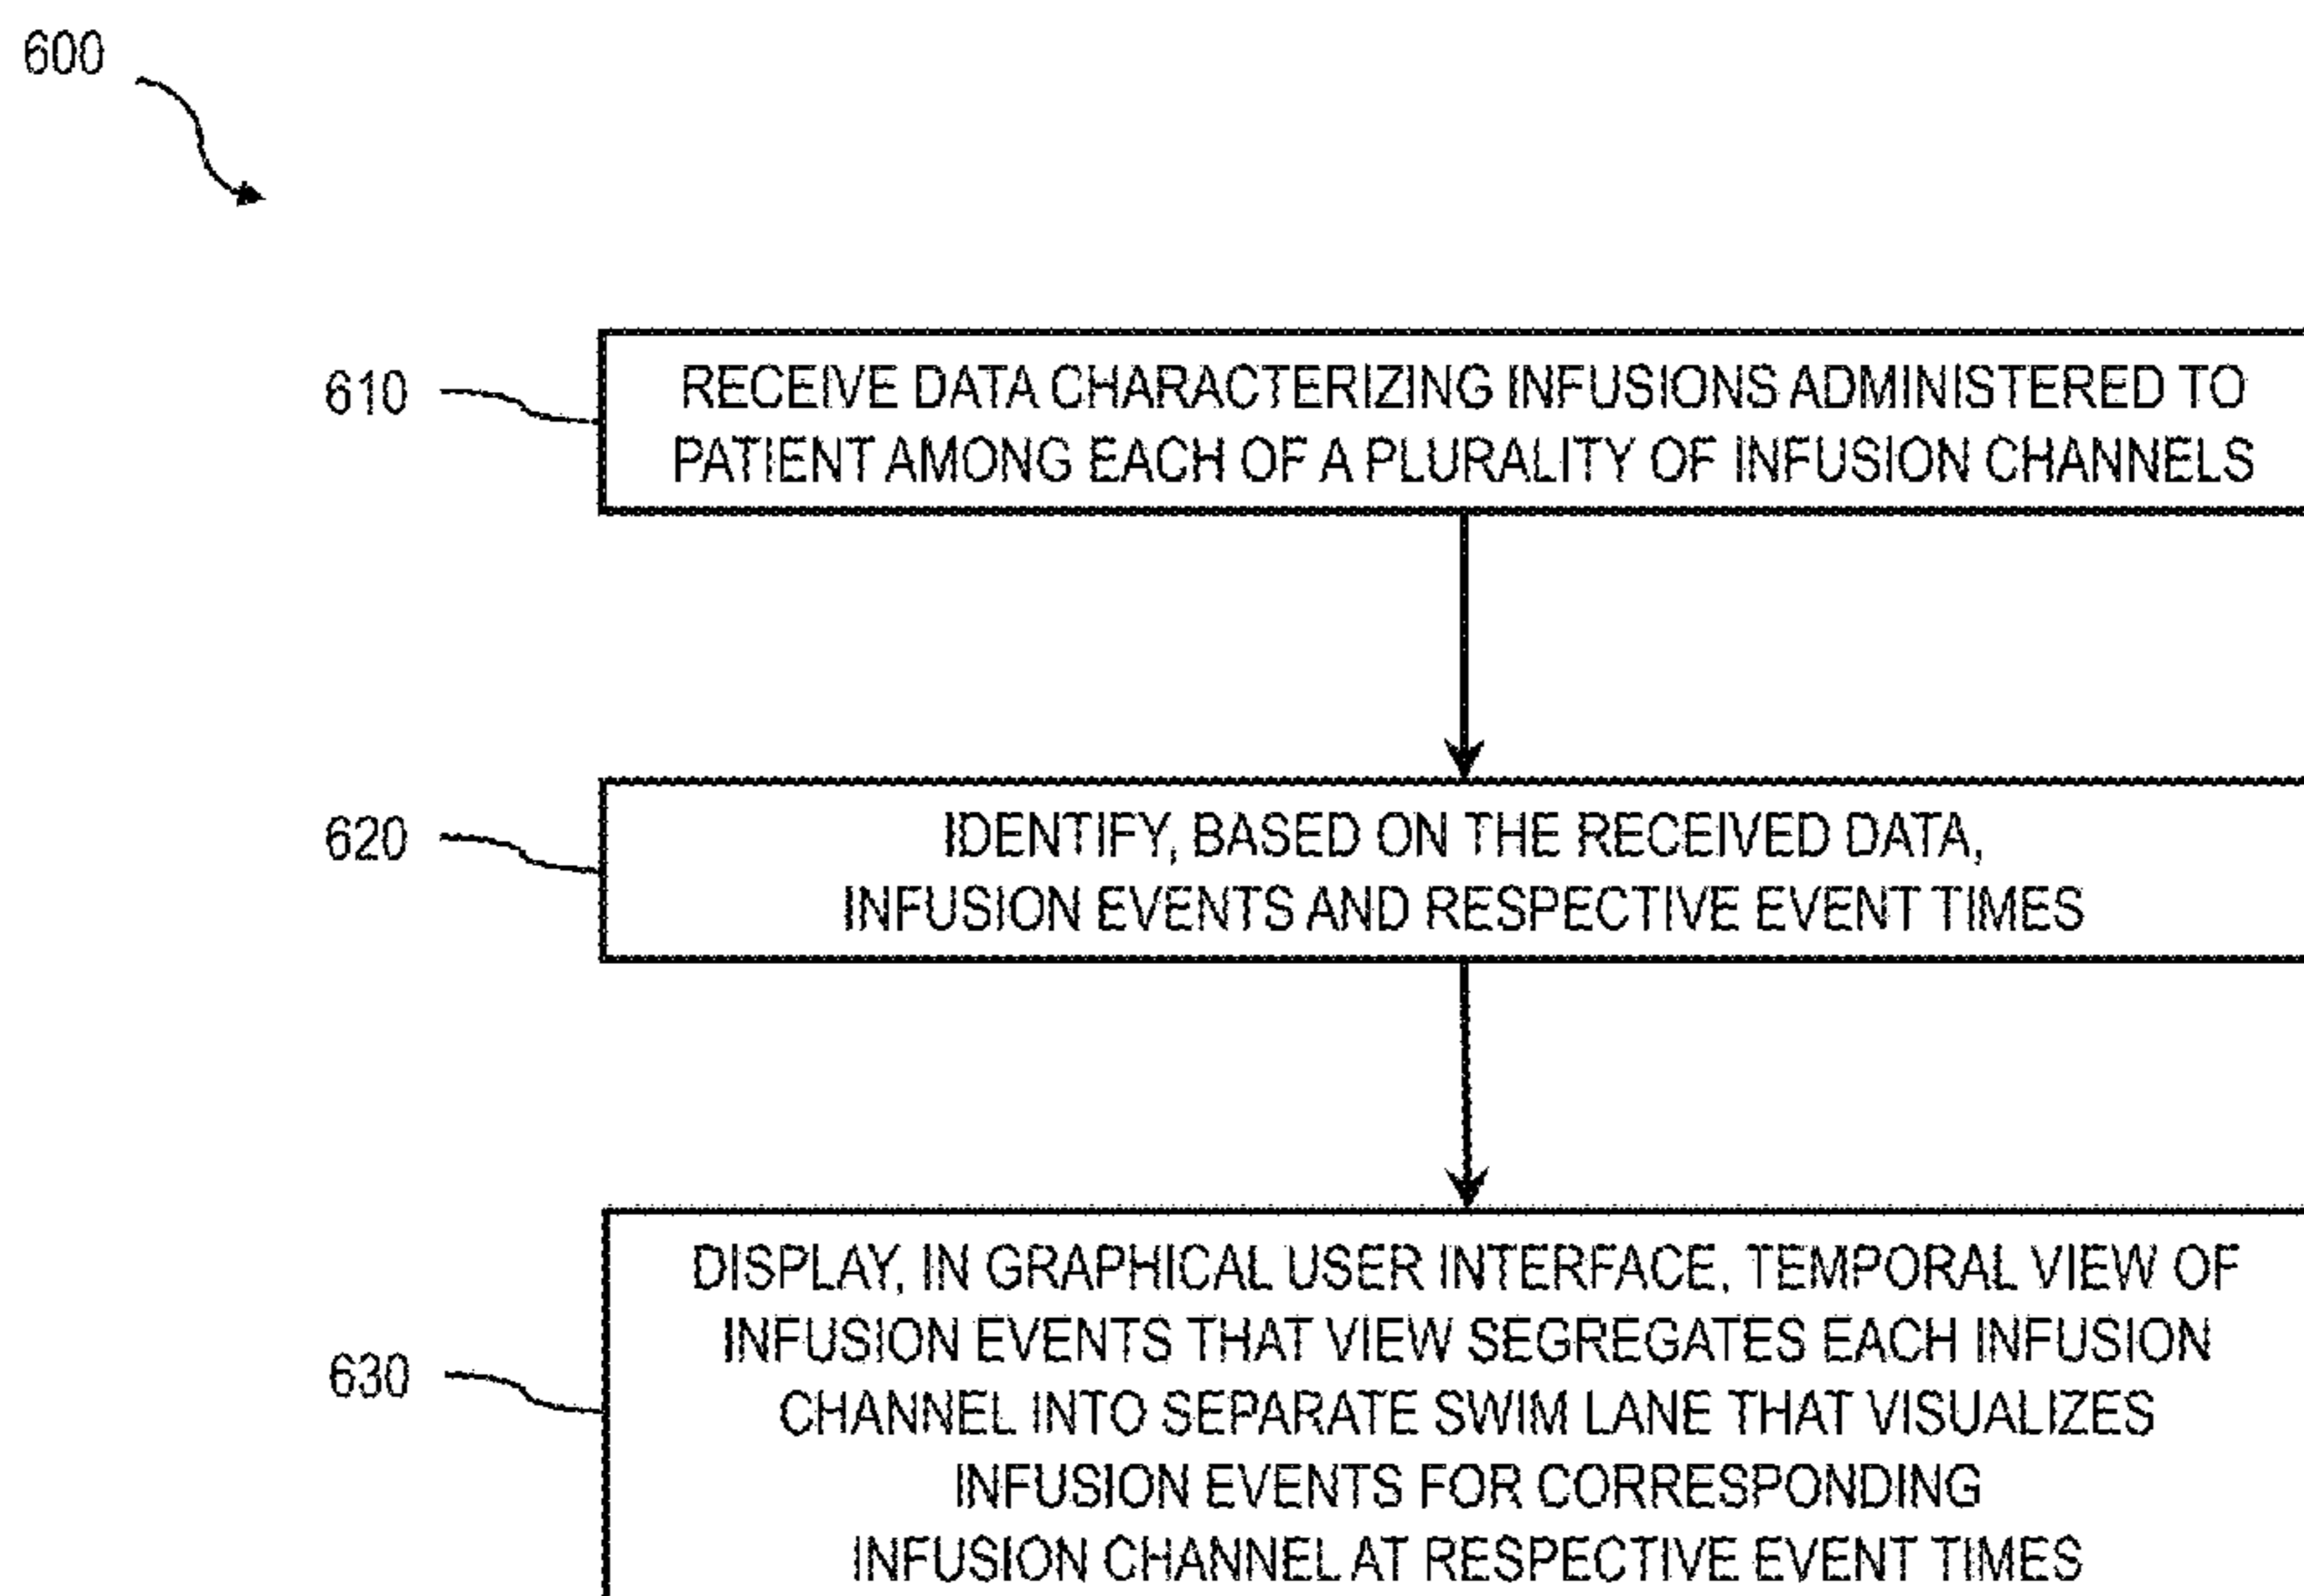 600
610
RECEIVE DATA CHARACTERIZING INFUSIONS ADMINISTERED TO
PATIENT AMONG EACH OF A PLURALITY OF INFUSION CHANNELS
620
IDENTIFY, BASED ON THE RECEIVED DATA,
INFUSION EVENTS AND RESPECTIVE EVENT TIMES
630
DISPLAY, IN GRAPHICAL USER INTERFACE, TEMPORAL VIEW OF
INFUSION EVENTS THAT VIEW SEGREGATES EACH INFUSION
CHANNEL INTO SEPARATE SWIM LANE THAT VISUALIZES
INFUSION EVENTS FOR CORRESPONDING
INFUSION CHANNEL AT RESPECTIVE EVENT TIMES